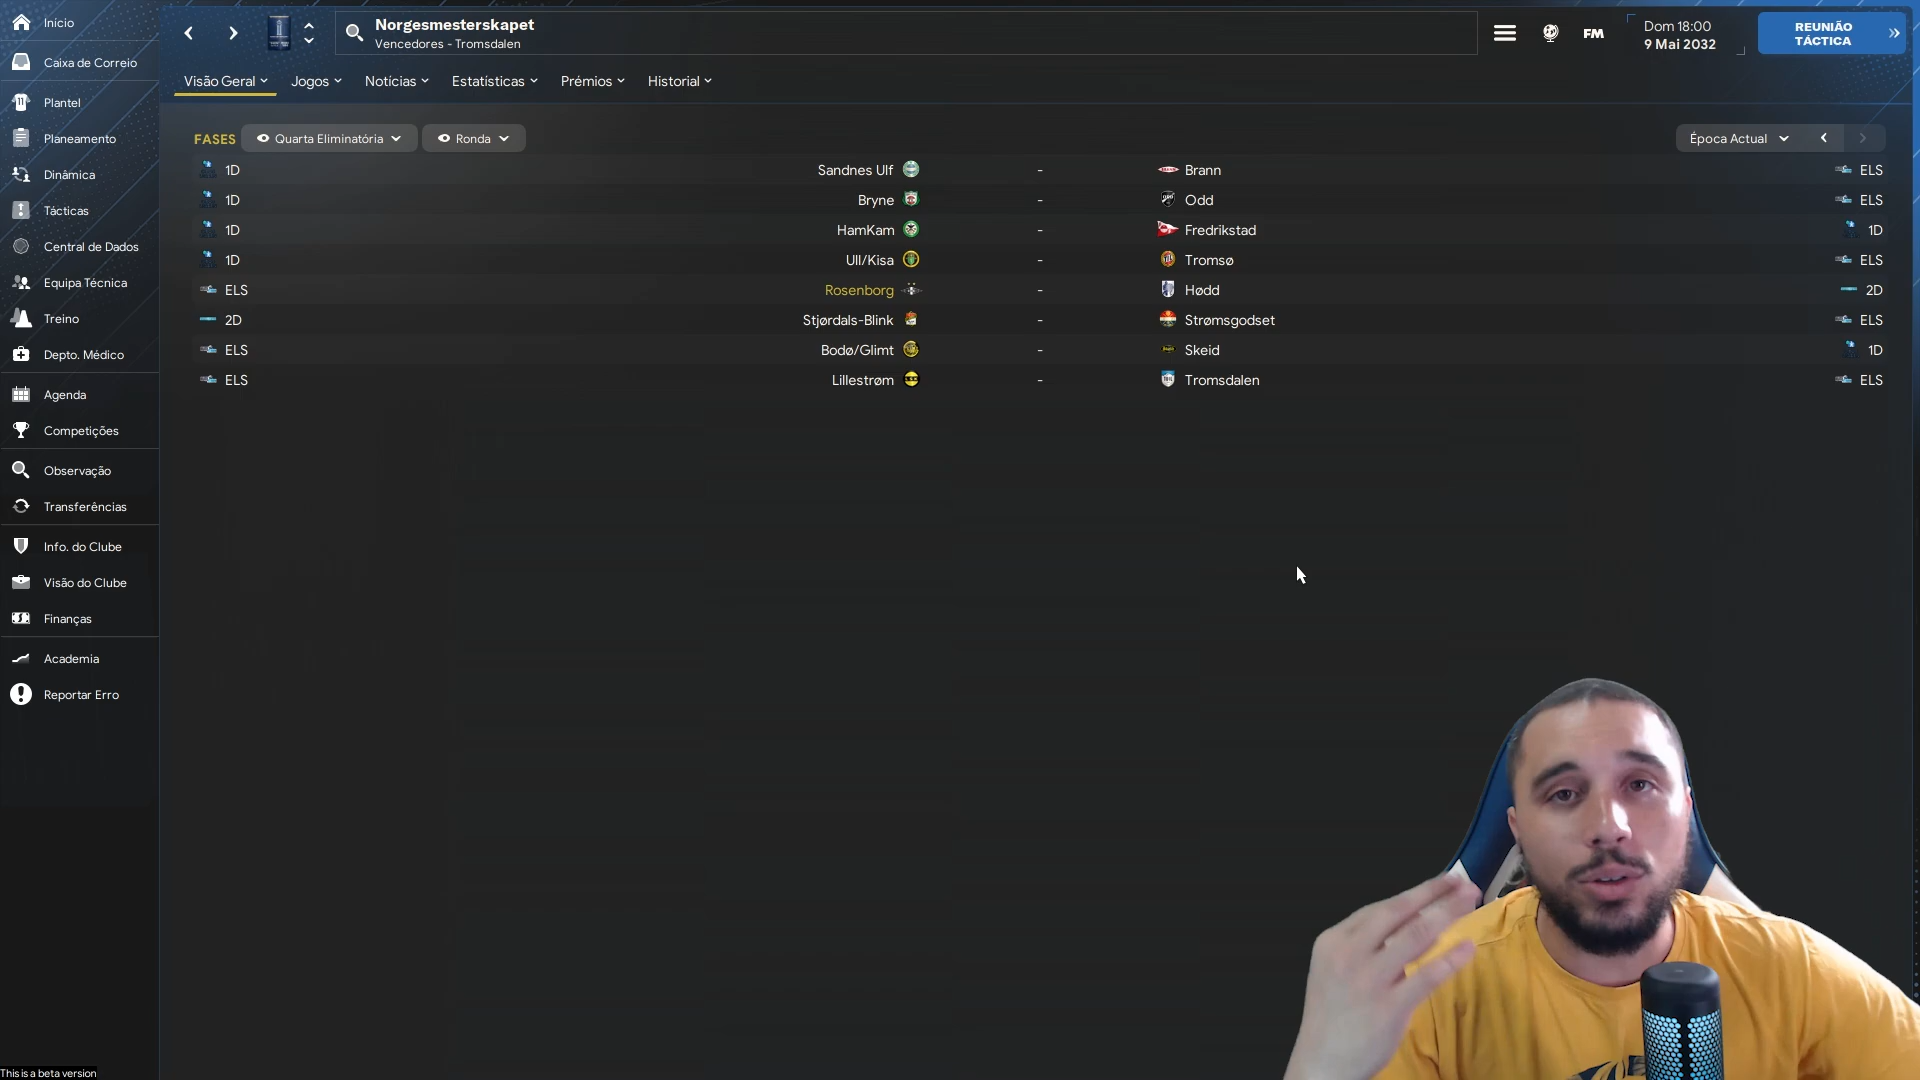 Início
Caixa de Correio
Plantel
Planeamento
Dinâmica
Tácticas
Central de Dados
Equipa Técnica
Treino
Depto. Médico
Agenda
Competições
Observação
Transferências
Info. do Clube
Visão do Clube
Finanças
Academia
Reportar Erro
This is a beta version
Norgesmesterskapet
Vencedores - Tromsdalen
FM
Dom 18:00
9 Mai 2032
REUNIÃO
TÁCTICA
Visão Geral Jogos Notícias Estatísticas Prémios Historial
FASES Quarta Eliminatória Ronda Época Actual
1D Sandnes Ulf - Brann ELS
1D Bryne - Odd ELS
1D HamKam - Fredrikstad 1D
1D Ull/Kisa - Tromsø ELS
ELS Rosenborg - Hødd 2D
2D Stjørdals-Blink - Strømsgodset ELS
ELS Bodø/Glimt - Skeid 1D
ELS Lillestrøm - Tromsdalen ELS